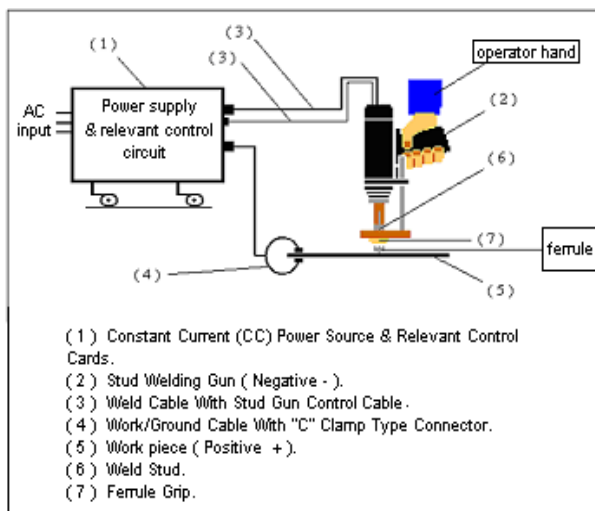 (1)
(3)
(3)
operator hand
AC
input
Power supply
& relevant control
circuit
(2)
(6)
(7)
ferrule
(4)
(5)
(1) Constant Current (CC) Power Source & Relevant Control
Cards.
(2) Stud Welding Gun ( Negative - ).
(3) Weld Cable With Stud Gun Control Cable.
(4) Work/Ground Cable With "C" Clamp Type Connector.
(5) Work piece ( Positive + ).
(6) Weld Stud.
(7) Ferrule Grip.